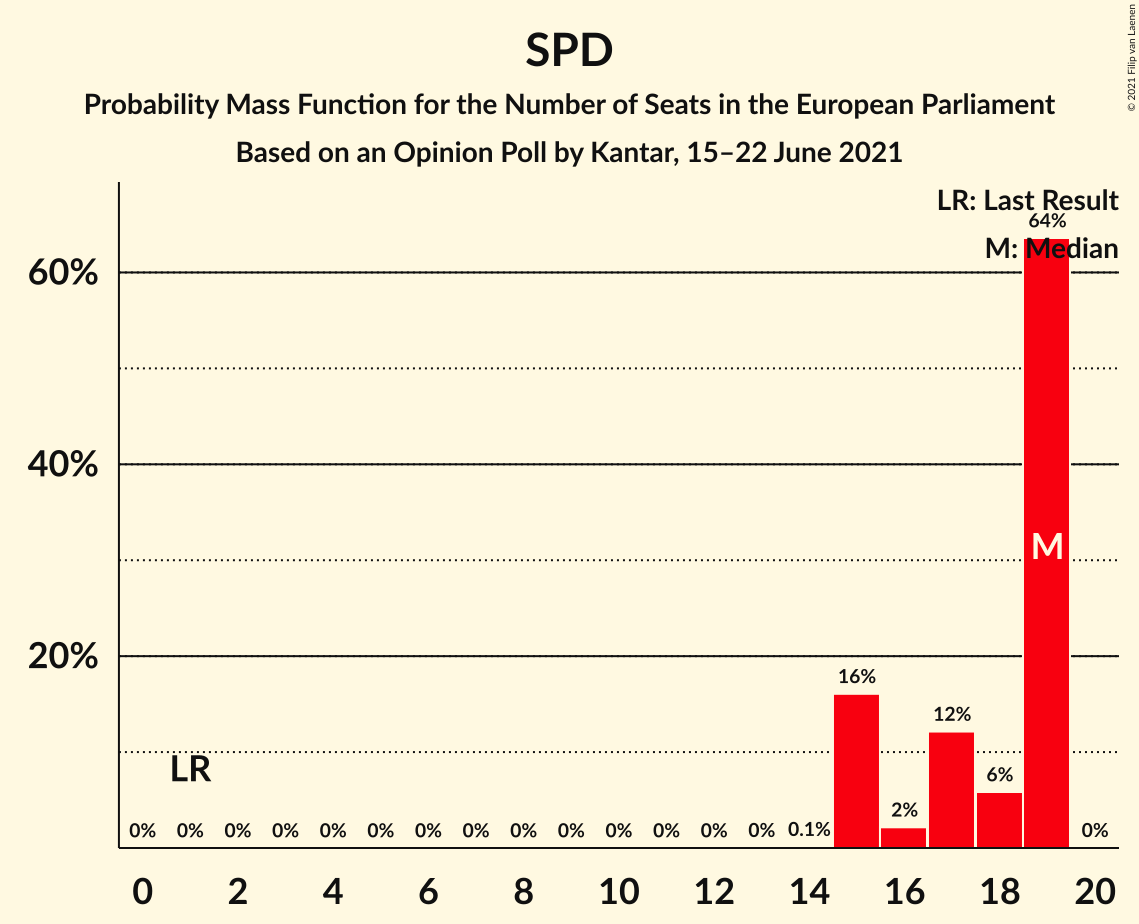 SPD
Probability Mass Function for the Number of Seats in the European Parliament
Based on an Opinion Poll by Kantar, 15–22 June 2021
© 2021 Filip van Laenen
LR: Last Result
64%
M: Median
60%
40%
M
20%
16%
12%
LR
6%
2%
0% 0% 0% 0% 0% 0% 0% 0% 0% 0% 0% 0% 0% 0% 0.1% 0%
0 2 4 6 8 10 12 14 16 18 20